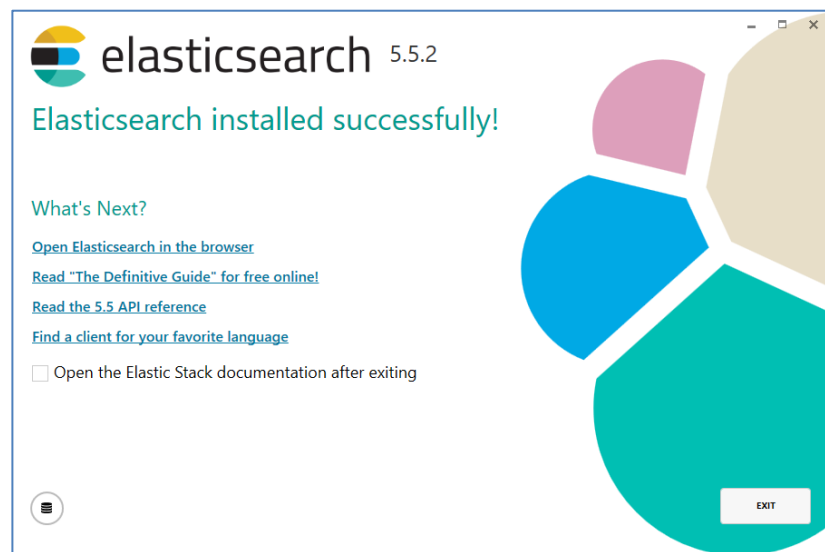 elasticsearch 5.5.2
Elasticsearch installed successfully!
What's Next?
Open Elasticsearch in the browser
Read "The Definitive Guide" for free online!
Read the 5.5 API reference
Find a client for your favorite language
Open the Elastic Stack documentation after exiting
EXIT